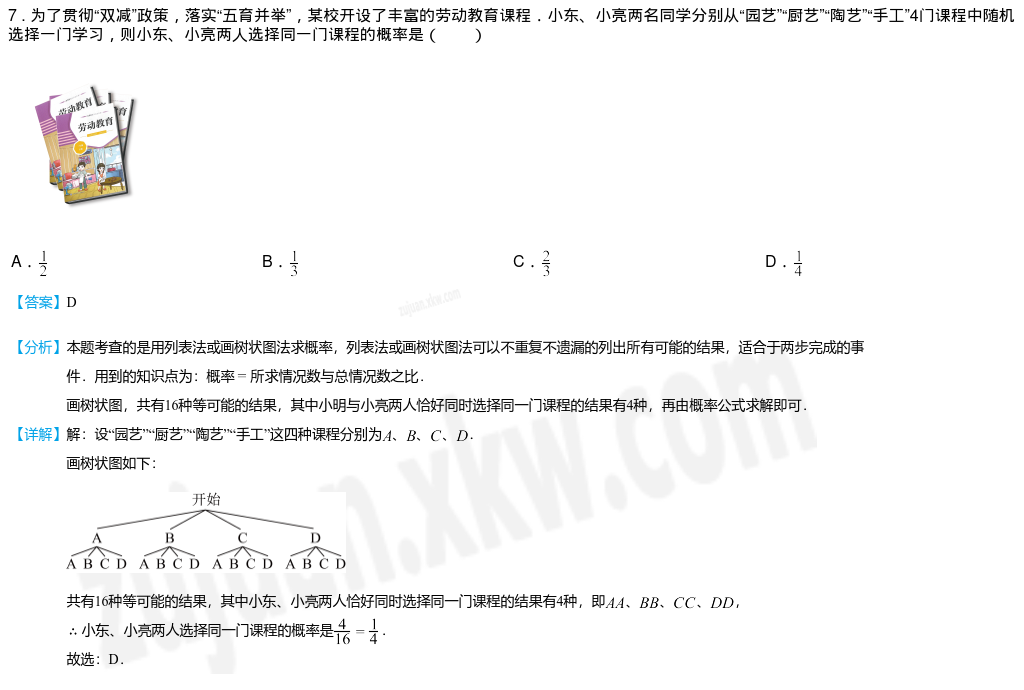 7．为了贯彻“双减”政策，落实“五育并举”，某校开设了丰富的劳动教育课程．小东、小亮两名同学分别从“园艺”“厨艺”“陶艺”“手工”4门课程中随机
选择一门学习，则小东、小亮两人选择同一门课程的概率是（　　）
劳动教育
劳动教育
育
A．1/2　B．1/3　C．2/3　D．1/4
【答案】D
zujuan.xkw.com
【分析】本题考查的是用列表法或画树状图法求概率，列表法或画树状图法可以不重复不遗漏的列出所有可能的结果，适合于两步完成的事
件．用到的知识点为：概率＝所求情况数与总情况数之比．
画树状图，共有16种等可能的结果，其中小明与小亮两人恰好同时选择同一门课程的结果有4种，再由概率公式求解即可．
【详解】解：设“园艺”“厨艺”“陶艺”“手工”这四种课程分别为A、B、C、D．
画树状图如下：
开始
A B C D
A B C D A B C D A B C D A B C D
共有16种等可能的结果，其中小东、小亮两人恰好同时选择同一门课程的结果有4种，即AA、BB、CC、DD，
∴小东、小亮两人选择同一门课程的概率是4/16＝1/4．
故选：D．
zujuan.xkw.com